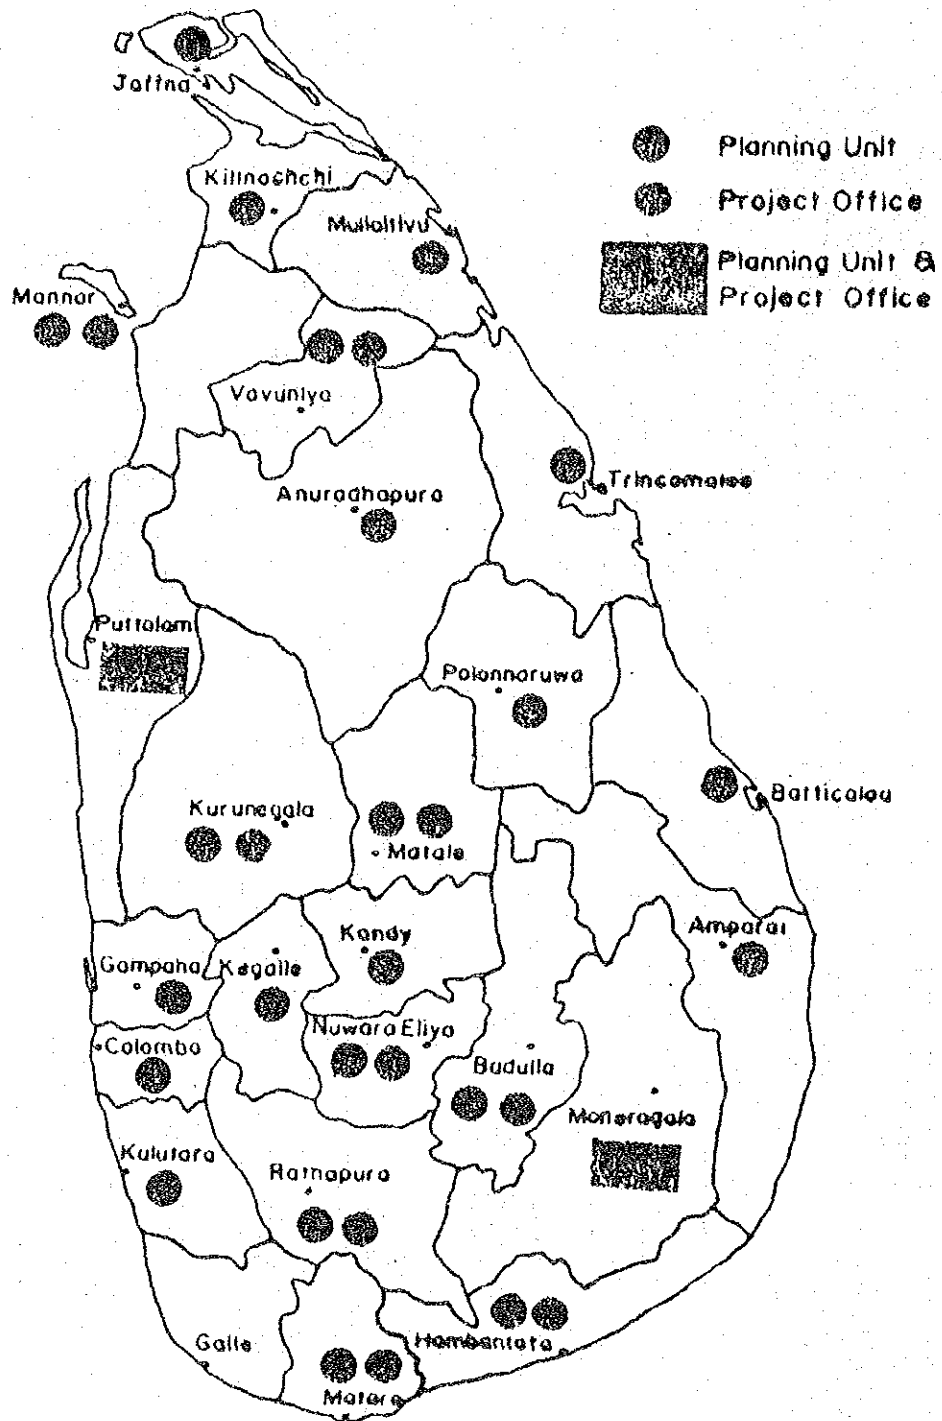 Jaffna
Kilinochchi
Mullaitivu
Planning Unit
Project Office
Planning Unit &
Project Office
Mannar
Vavuniya
Anuradhapura
Trincomalee
Puttalam
Polonnaruwa
Kurunegala
Matale
Batticaloa
Amparai
Kandy
Gampaha
Kegalle
Nuwara Eliya
Colombo
Badulla
Moneragala
Kalutara
Ratnapura
Galle
Hambantota
Matara